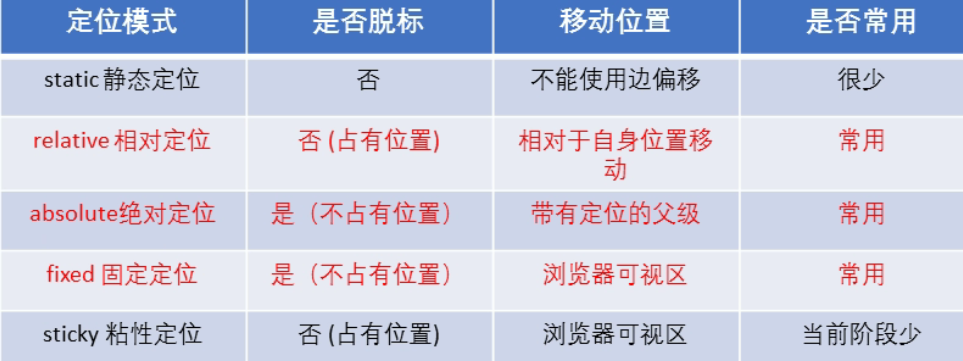 定位模式 是否脱标 移动位置 是否常用
static 静态定位 否 不能使用边偏移 很少
relative 相对定位 否 (占有位置) 相对于自身位置移 常用
动
absolute绝对定位 是（不占有位置） 带有定位的父级 常用
fixed 固定定位 是（不占有位置） 浏览器可视区 常用
sticky 粘性定位 否 (占有位置) 浏览器可视区 当前阶段少